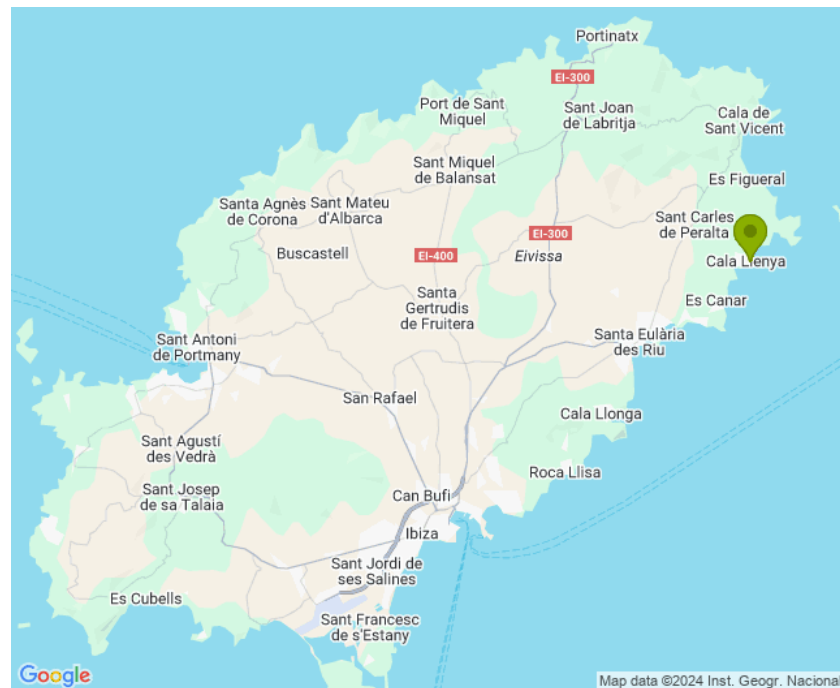 Portinatx
EI-300
Port de Sant
Miquel
Sant Joan
de Labritja
Cala de
Sant Vicent
Sant Miquel
de Balansat
Es Figueral
Santa Agnès
de Corona
Sant Mateu
d'Albarca
Sant Carles
de Peralta
EI-300
Buscastell
EI-400
Eivissa
Cala Llenya
Santa
Gertrudis
de Fruitera
Es Canar
Sant Antoni
de Portmany
Santa Eulària
des Riu
San Rafael
Cala Llonga
Sant Agustí
des Vedrà
Roca Llisa
Sant Josep
de sa Talaia
Can Bufi
Ibiza
Sant Jordi de
ses Salines
Es Cubells
Sant Francesc
de s'Estany
Google
Map data ©2024 Inst. Geogr. Nacional